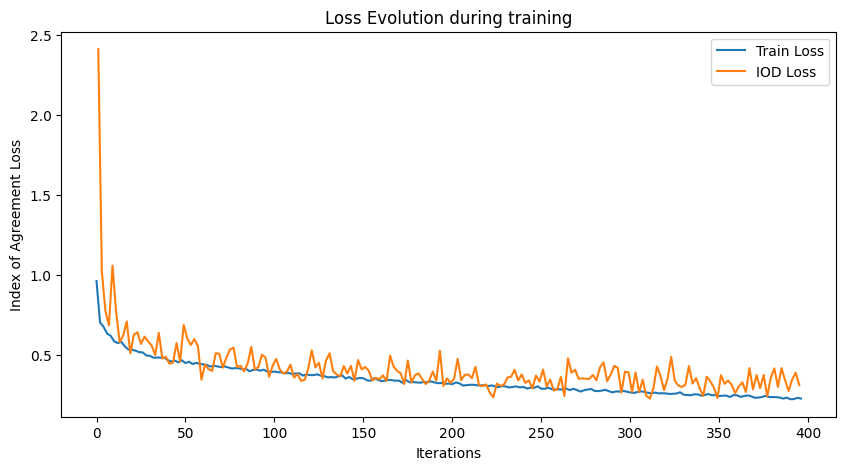 Loss Evolution during training
Train Loss
IOD Loss
Index of Agreement Loss
2.5
2.0
1.5
1.0
0.5
0
50
100
150
200
250
300
350
400
Iterations